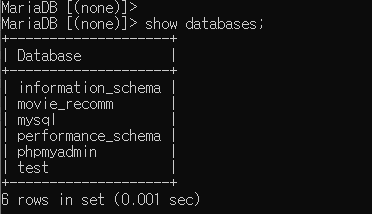 MariaDB [(none)]>
MariaDB [(none)]> show databases;
+--------------------+
| Database           |
+--------------------+
| information_schema |
| movie_recomm       |
| mysql              |
| performance_schema |
| phpmyadmin         |
| test               |
+--------------------+
6 rows in set (0.001 sec)